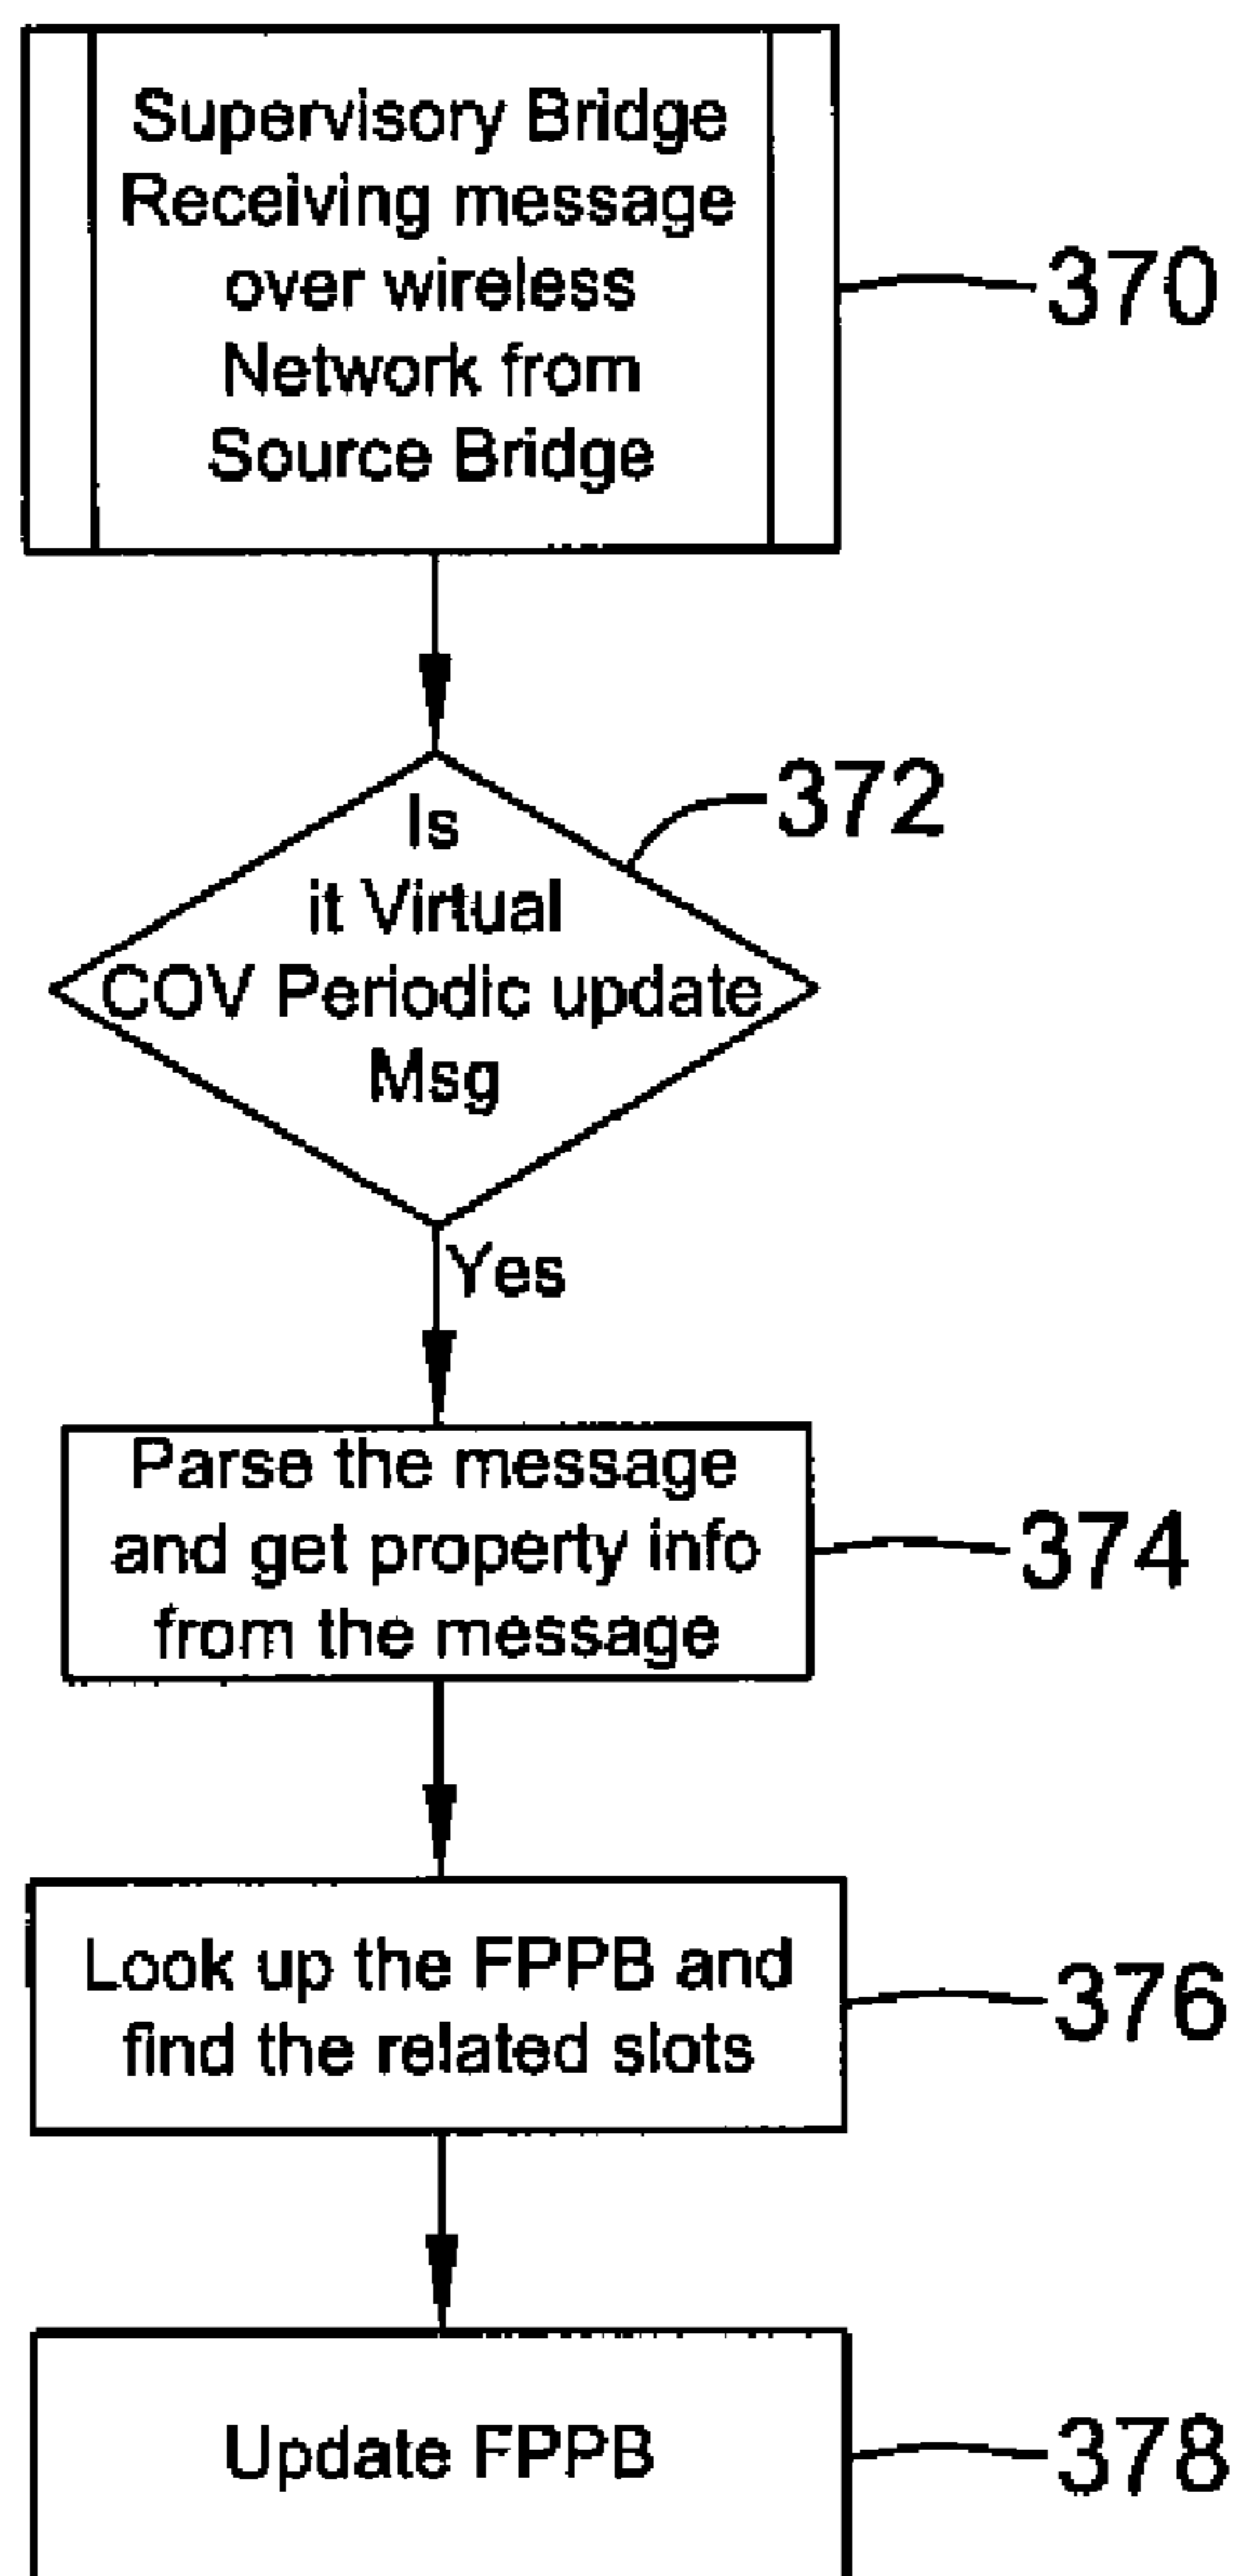 Supervisory Bridge
Receiving message
over wireless
Network from
Source Bridge
370
Is
it Virtual
COV Periodic update
Msg
372
Yes
Parse the message
and get property info
from the message
374
Look up the FPPB and
find the related slots
376
Update FPPB
378